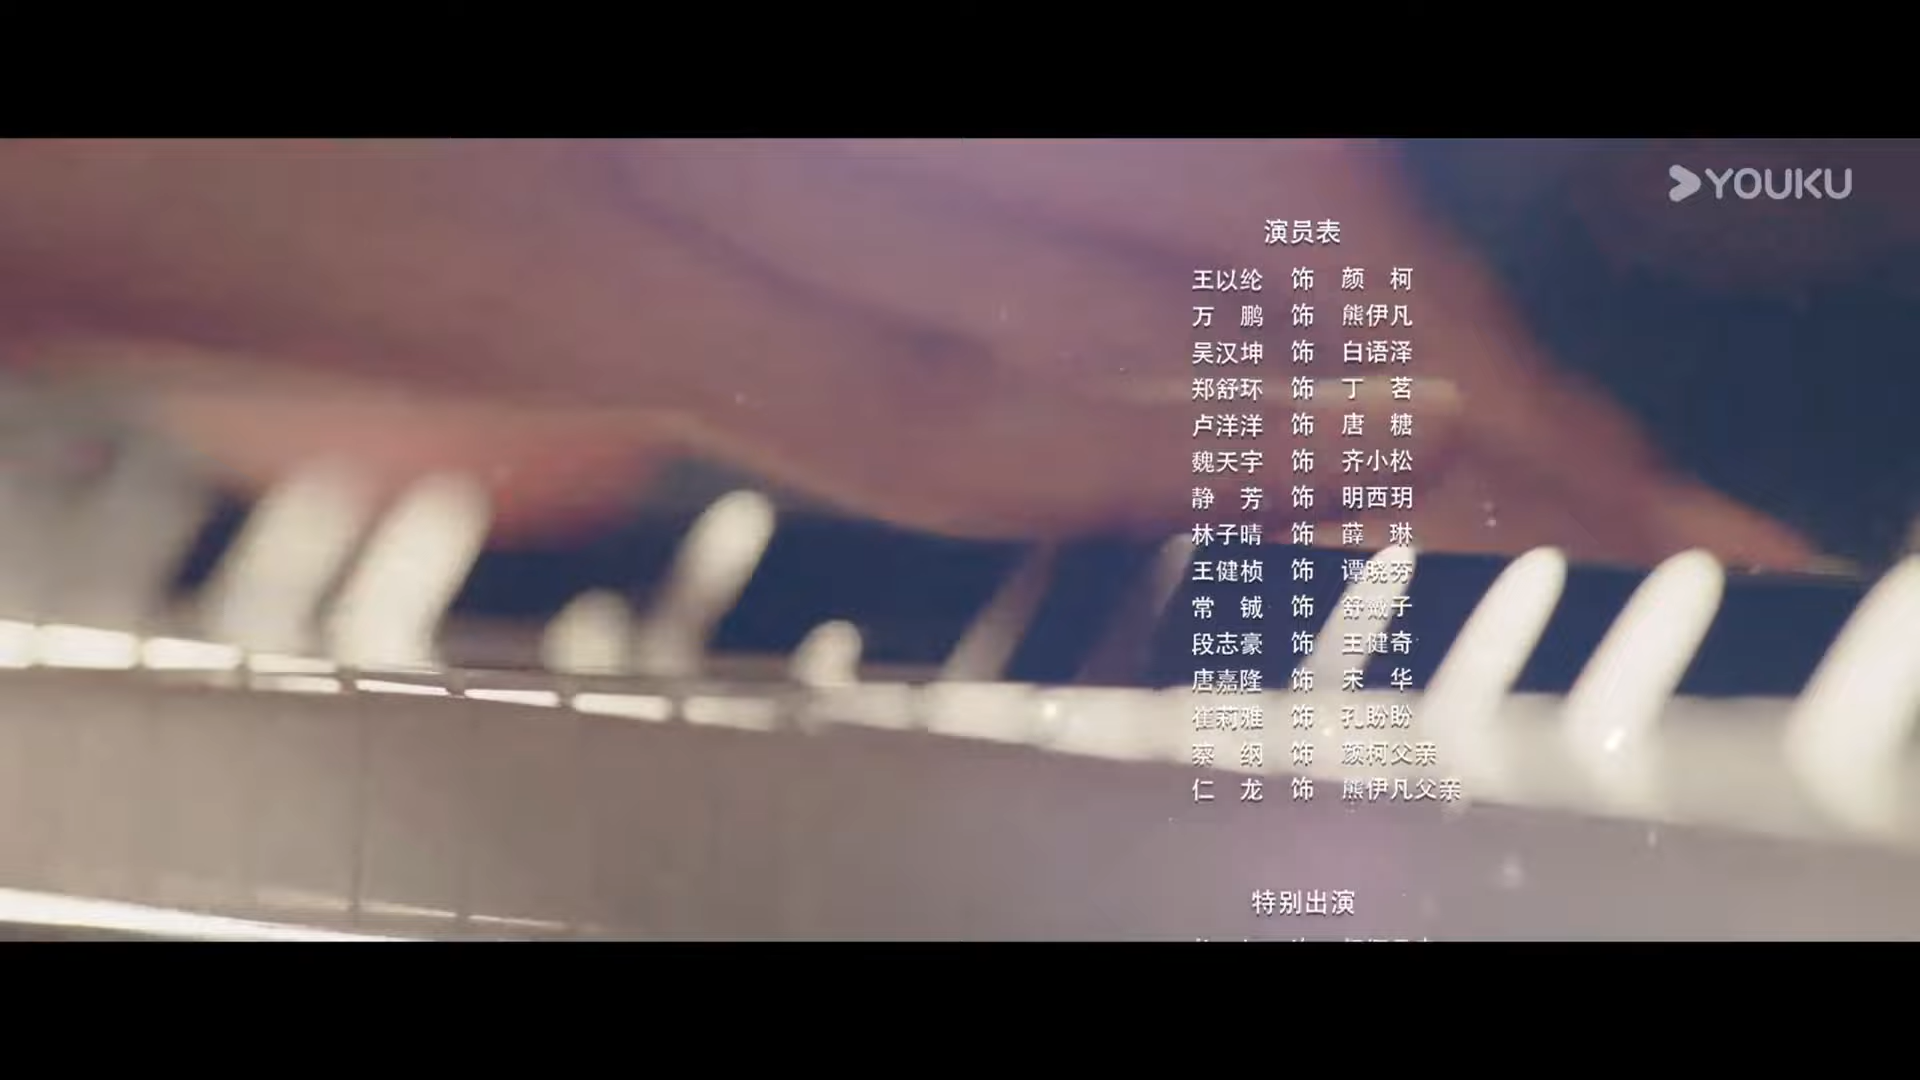 YOUKU
演员表
王以纶 饰 颜 柯
万 鹏 饰 熊伊凡
吴汉坤 饰 白语泽
郑舒环 饰 丁 茗
卢洋洋 饰 唐 糖
魏天宇 饰 齐小松
静 芳 饰 明西玥
林子晴 饰 薛 琳
王健桢 饰 谭晓芬
常 铖 饰 舒戴子
段志豪 饰 王健奇
唐嘉隆 饰 宋 华
崔莉雅 饰 孔盼盼
蔡 纲 饰 颜柯父亲
仁 龙 饰 熊伊凡父亲
特别出演